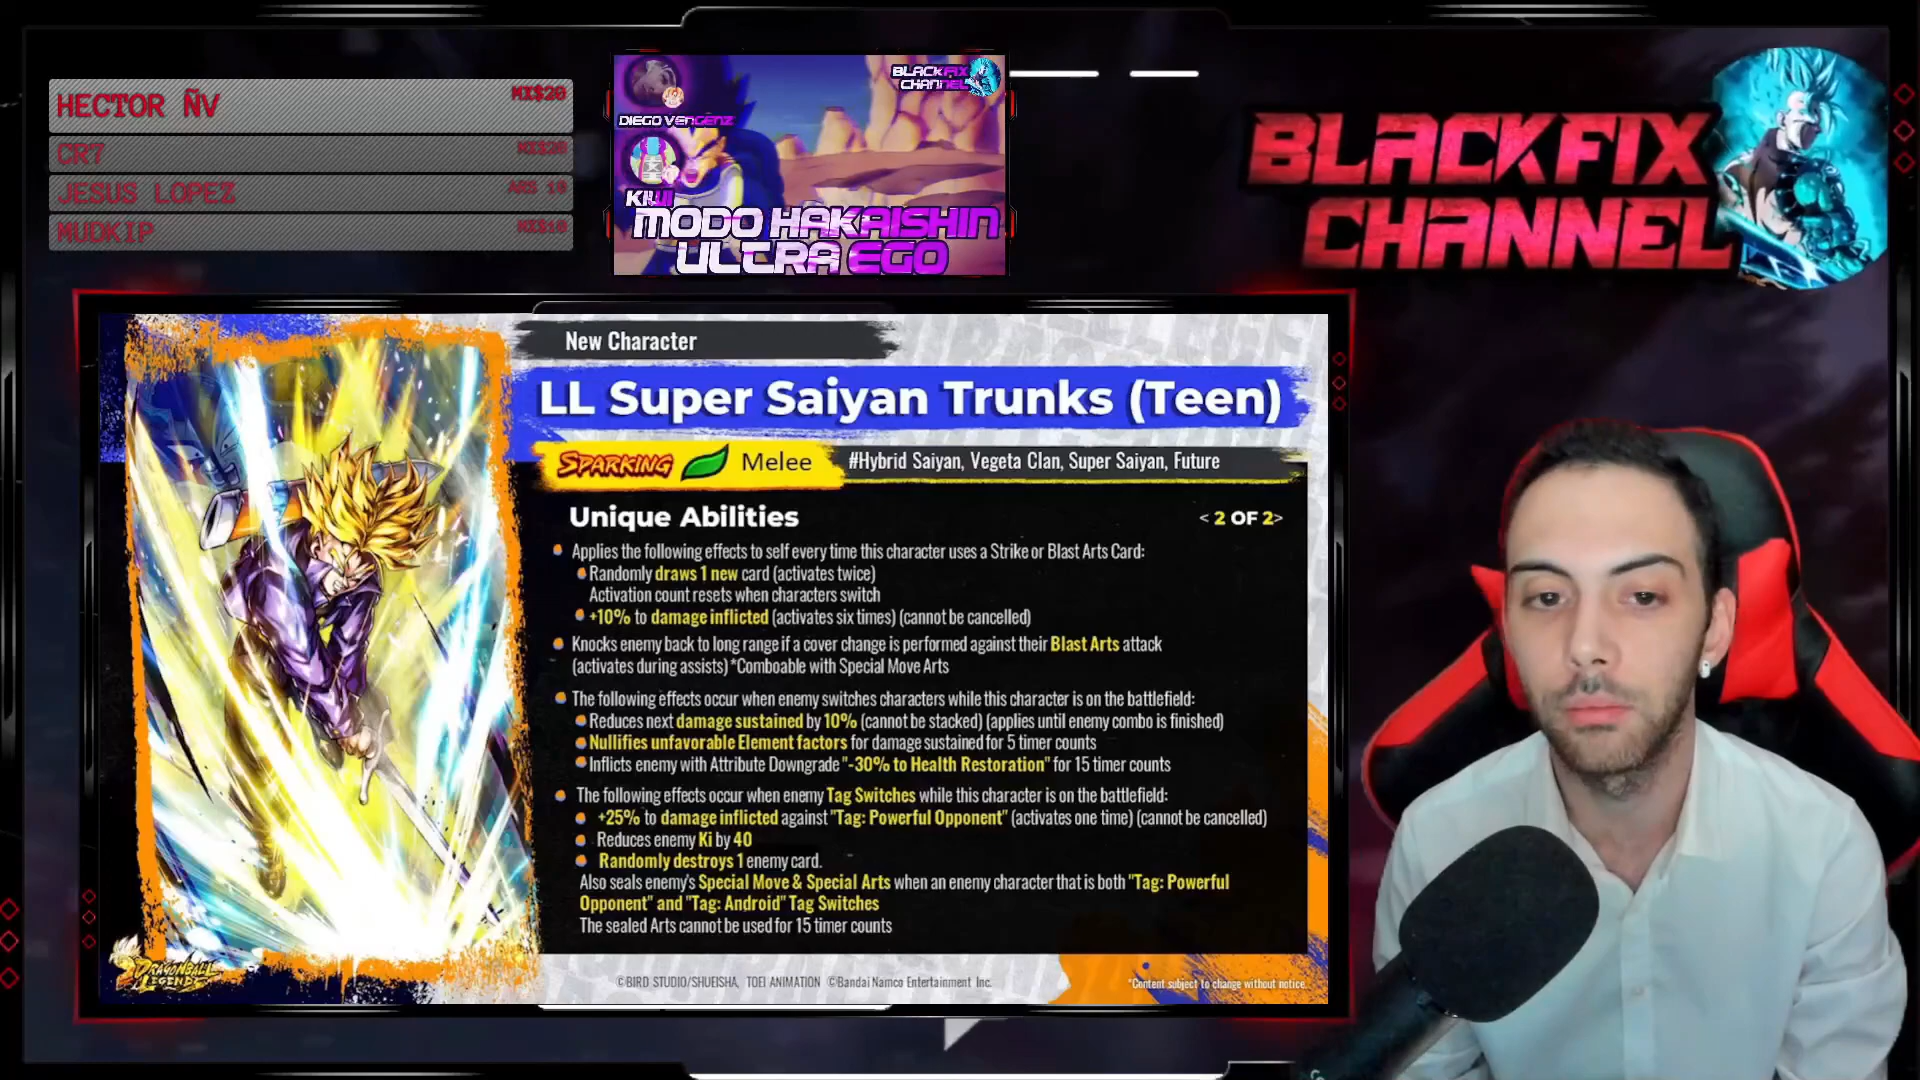 HECTOR ÑV
MX$20
CR7
MX$20
JESUS LOPEZ
ARS 10
MUDKIP
MX$10
BLACKFIX
CHANNEL
DIEGO VENGENZ
KIWI
MODO HAKAISHIN
ULTRA EGO
BLACKFIX
CHANNEL
New Character
LL Super Saiyan Trunks (Teen)
SPARKING Melee #Hybrid Saiyan, Vegeta Clan, Super Saiyan, Future
Unique Abilities < 2 OF 2>
Applies the following effects to self every time this character uses a Strike or Blast Arts Card:
Randomly draws 1 new card (activates twice)
Activation count resets when characters switch
+10% to damage inflicted (activates six times) (cannot be cancelled)
Knocks enemy back to long range if a cover change is performed against their Blast Arts attack
(activates during assists) *Comboable with Special Move Arts
The following effects occur when enemy switches characters while this character is on the battlefield:
Reduces next damage sustained by 10% (cannot be stacked) (applies until enemy combo is finished)
Nullifies unfavorable Element factors for damage sustained for 5 timer counts
Inflicts enemy with Attribute Downgrade "-30% to Health Restoration" for 15 timer counts
The following effects occur when enemy Tag Switches while this character is on the battlefield:
+25% to damage inflicted against "Tag: Powerful Opponent" (activates one time) (cannot be cancelled)
Reduces enemy Ki by 40
Randomly destroys 1 enemy card.
Also seals enemy's Special Move & Special Arts when an enemy character that is both "Tag: Powerful
Opponent" and "Tag: Android" Tag Switches
The sealed Arts cannot be used for 15 timer counts
DRAGONBALL
LEGENDS
©BIRD STUDIO/SHUEISHA, TOEI ANIMATION ©Bandai Namco Entertainment Inc.
*Content subject to change without notice.